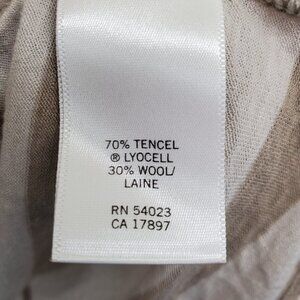 70% TENCEL
® LYOCELL
30% WOOL/
LAINE
RN 54023
CA 17897